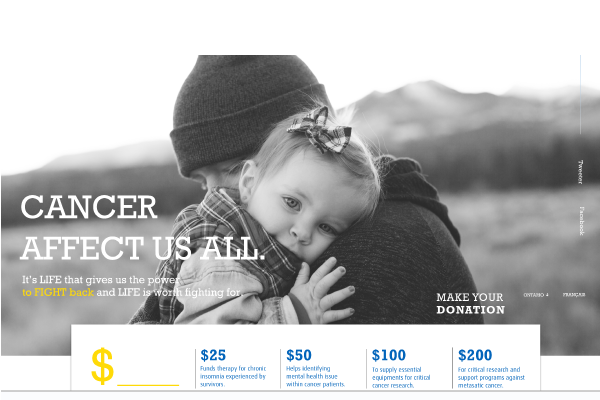 CANCER
AFFECT US ALL.
It's LIFE that gives us the power
to FIGHT back and LIFE is worth fighting for.
Tweeter
Facebook
MAKE YOUR
DONATION
ONTARIO 4
FRANÇAIS
$
$25
Funds therapy for chronic
insomnia experienced by
survivors.
$50
Helps identifying
mental health issue
within cancer patients.
$100
To supply essential
equipments for critical
cancer research.
$200
For critical research and
support programs against
metasatic cancer.